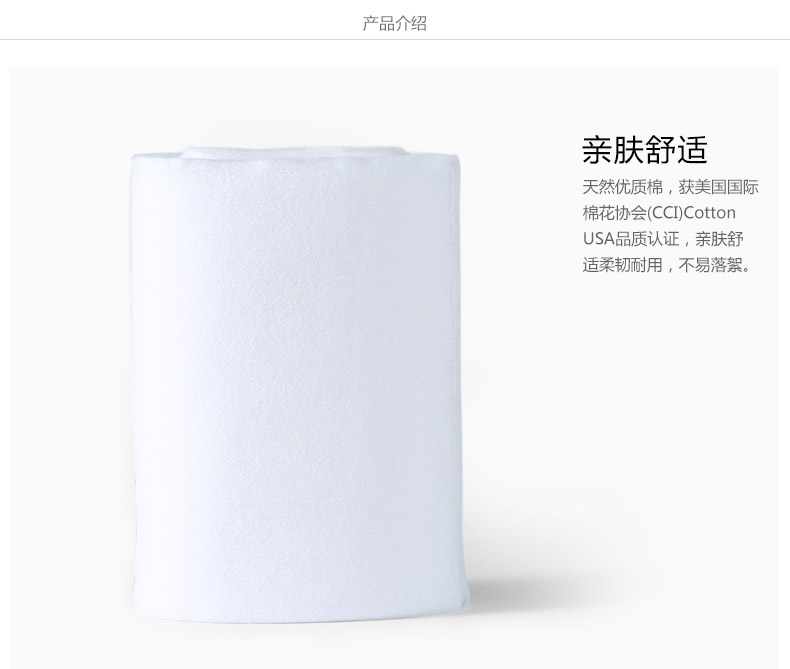 产品介绍
亲肤舒适
天然优质棉，获美国国际
棉花协会(CCI)Cotton
USA品质认证，亲肤舒
适柔韧耐用，不易落絮。